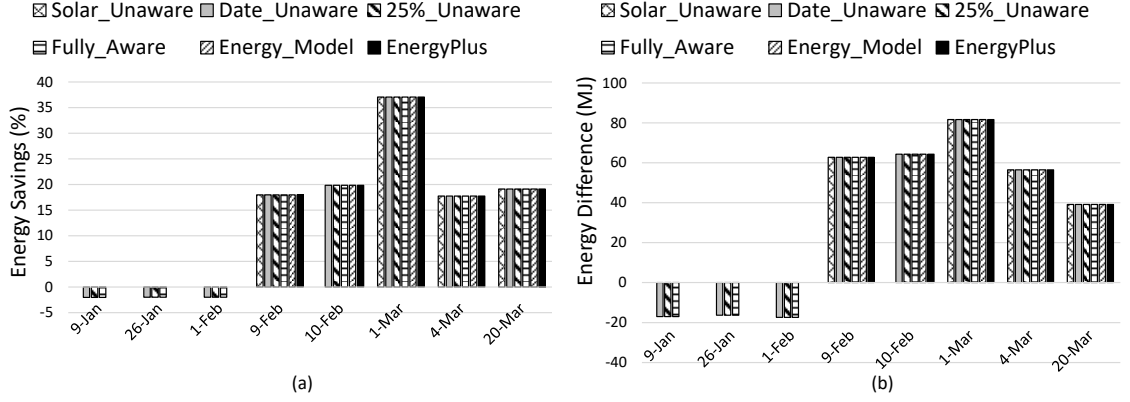 Solar_Unaware Date_Unaware 25%_Unaware
Fully_Aware Energy_Model EnergyPlus
Energy Savings (%)
40
35
30
25
20
15
10
5
0
-5
9-Jan 26-Jan 1-Feb 9-Feb 10-Feb 1-Mar 4-Mar 20-Mar
(a)
Solar_Unaware Date_Unaware 25%_Unaware
Fully_Aware Energy_Model EnergyPlus
Energy Difference (MJ)
100
80
60
40
20
0
-20
-40
9-Jan 26-Jan 1-Feb 9-Feb 10-Feb 1-Mar 4-Mar 20-Mar
(b)